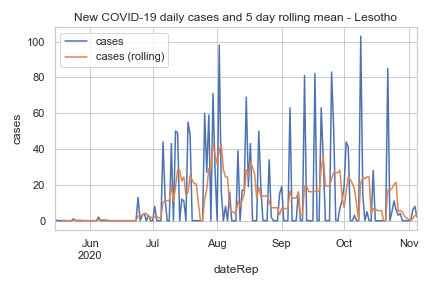 New COVID-19 daily cases and 5 day rolling mean - Lesotho
cases
cases (rolling)
100
80
60
40
20
0
cases
Jun
2020
Jul
Aug
Sep
Oct
Nov
dateRep